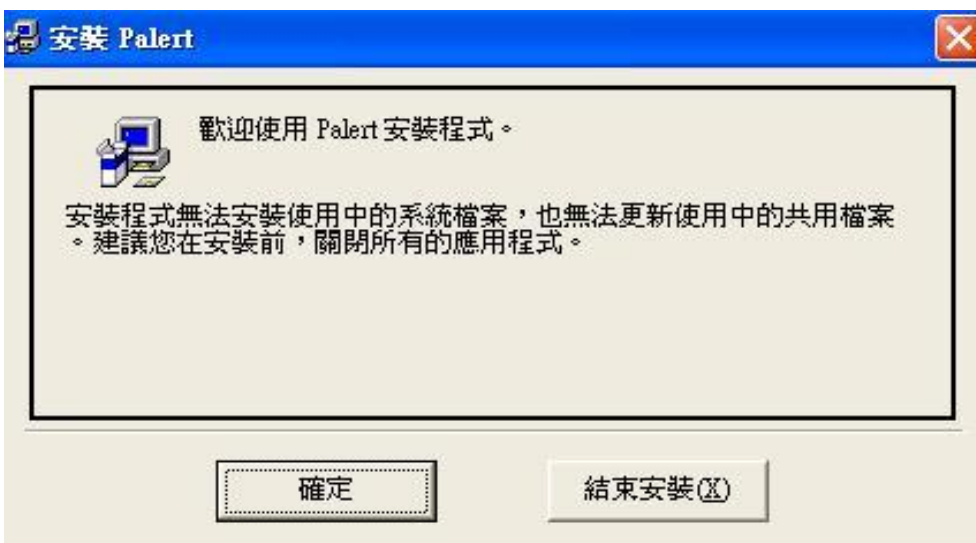 安裝 Palert
歡迎使用 Palert 安裝程式。
安裝程式無法安裝使用中的系統檔案，也無法更新使用中的共用檔案
。建議您在安裝前，關閉所有的應用程式。
確定
結束安裝(X)